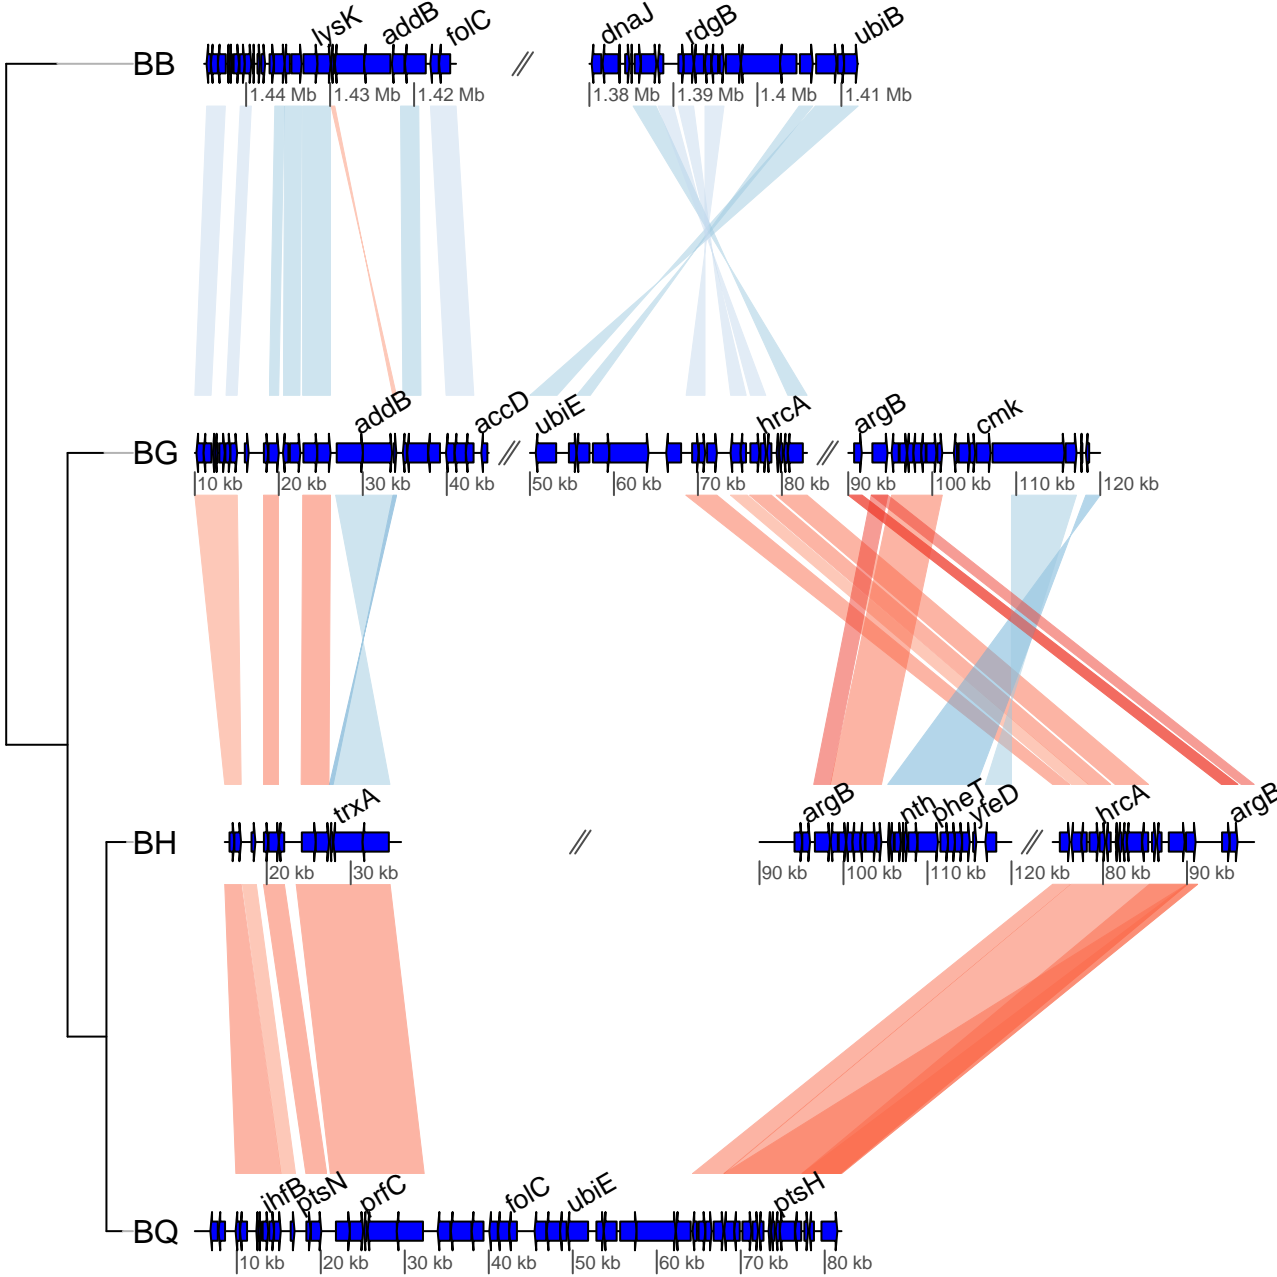 lysK addB folC dnaJ rdgB ubiB
BB // //
1.44 Mb 1.43 Mb 1.42 Mb 1.38 Mb 1.39 Mb 1.4 Mb 1.41 Mb
addB accD ubiE hrcA argB cmk
BG // //
10 kb 20 kb 30 kb 40 kb 50 kb 60 kb 70 kb 80 kb 90 kb 100 kb 110 kb 120 kb
trxA argB nth pheT yfeD hrcA argB
BH // //
20 kb 30 kb 90 kb 100 kb 110 kb 120 kb 80 kb 90 kb
ihfB ptsN prfC folC ubiE ptsH
BQ
10 kb 20 kb 30 kb 40 kb 50 kb 60 kb 70 kb 80 kb